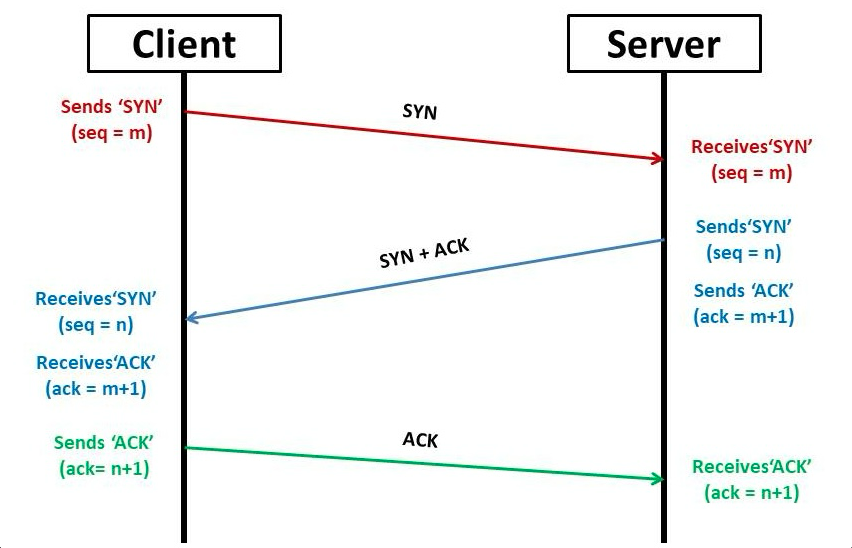 Client
Server
Sends ‘SYN’
(seq = m)
SYN
Receives‘SYN’
(seq = m)
Sends‘SYN’
(seq = n)
Sends ‘ACK’
(ack = m+1)
SYN + ACK
Receives‘SYN’
(seq = n)
Receives‘ACK’
(ack = m+1)
Sends ‘ACK’
(ack= n+1)
ACK
Receives‘ACK’
(ack = n+1)